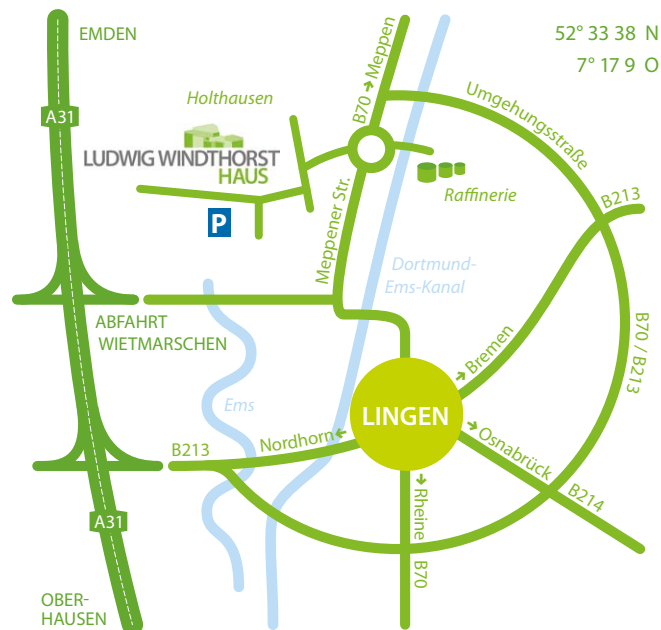 EMDEN
52° 33 38 N
7° 17 9 O
A31
Holthausen
B70 → Meppen
Umgehungsstraße
LUDWIG WINDTHORST
HAUS
Raffinerie
B213
P
Meppener Str.
Dortmund-
Ems-Kanal
ABFAHRT
WIETMARSCHEN
B70 / B213
Bremen
Ems
LINGEN
Nordhorn
B213
Osnabrück
B214
Rheine
B70
A31
OBER-
HAUSEN